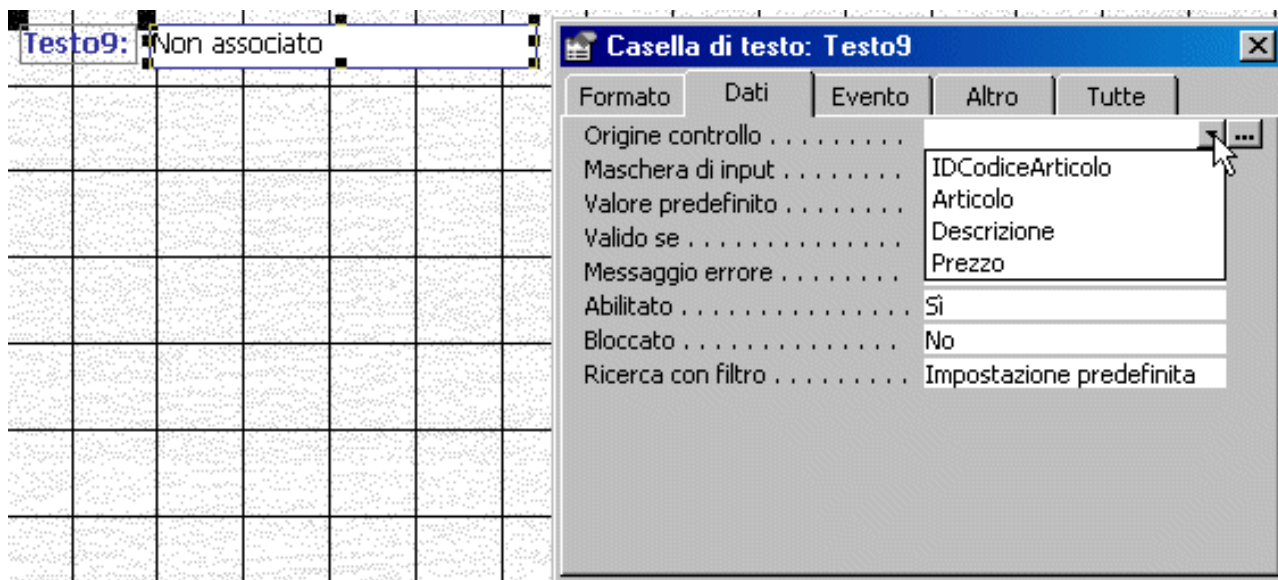 Testo9: Non associato
Casella di testo: Testo9
Formato Dati Evento Altro Tutte
Origine controllo . . . . . . . . .
Maschera di input . . . . . . . .
Valore predefinito . . . . . . . .
Valido se . . . . . . . . . . . . . .
Messaggio errore . . . . . . . .
IDCodiceArticolo
Articolo
Descrizione
Prezzo
Abilitato . . . . . . . . . . . . . . . Sì
Bloccato . . . . . . . . . . . . . . No
Ricerca con filtro . . . . . . . . . Impostazione predefinita